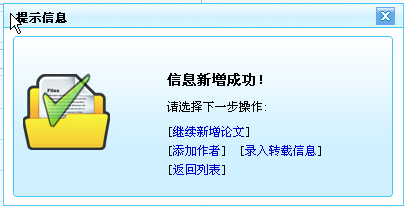 提示信息
Files
信息新增成功！
请选择下一步操作:
[继续新增论文]
[添加作者] [录入转载信息]
[返回列表]